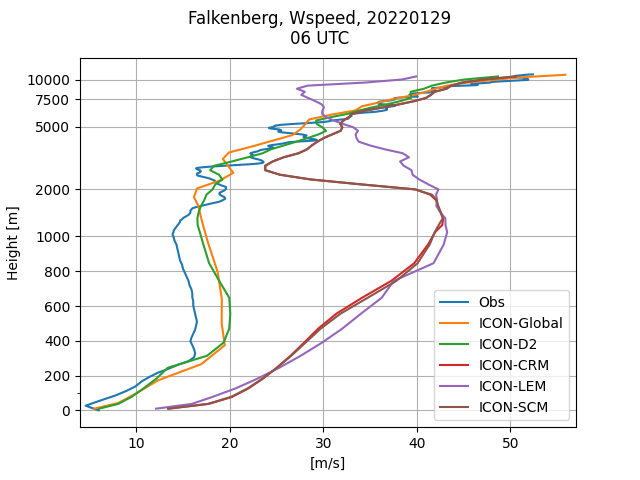 Falkenberg, Wspeed, 20220129
06 UTC
Height [m]
10000
7500
5000
2000
1000
800
600
400
200
0
10
20
30
40
50
[m/s]
Obs
ICON-Global
ICON-D2
ICON-CRM
ICON-LEM
ICON-SCM